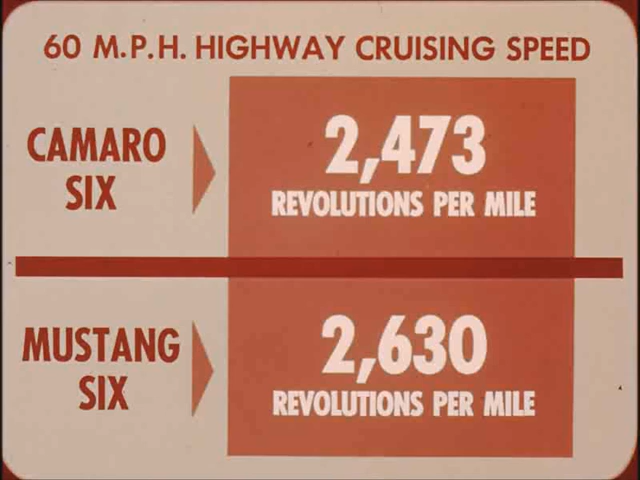 60 M.P.H. HIGHWAY CRUISING SPEED
CAMARO
SIX
2,473
REVOLUTIONS PER MILE
MUSTANG
SIX
2,630
REVOLUTIONS PER MILE